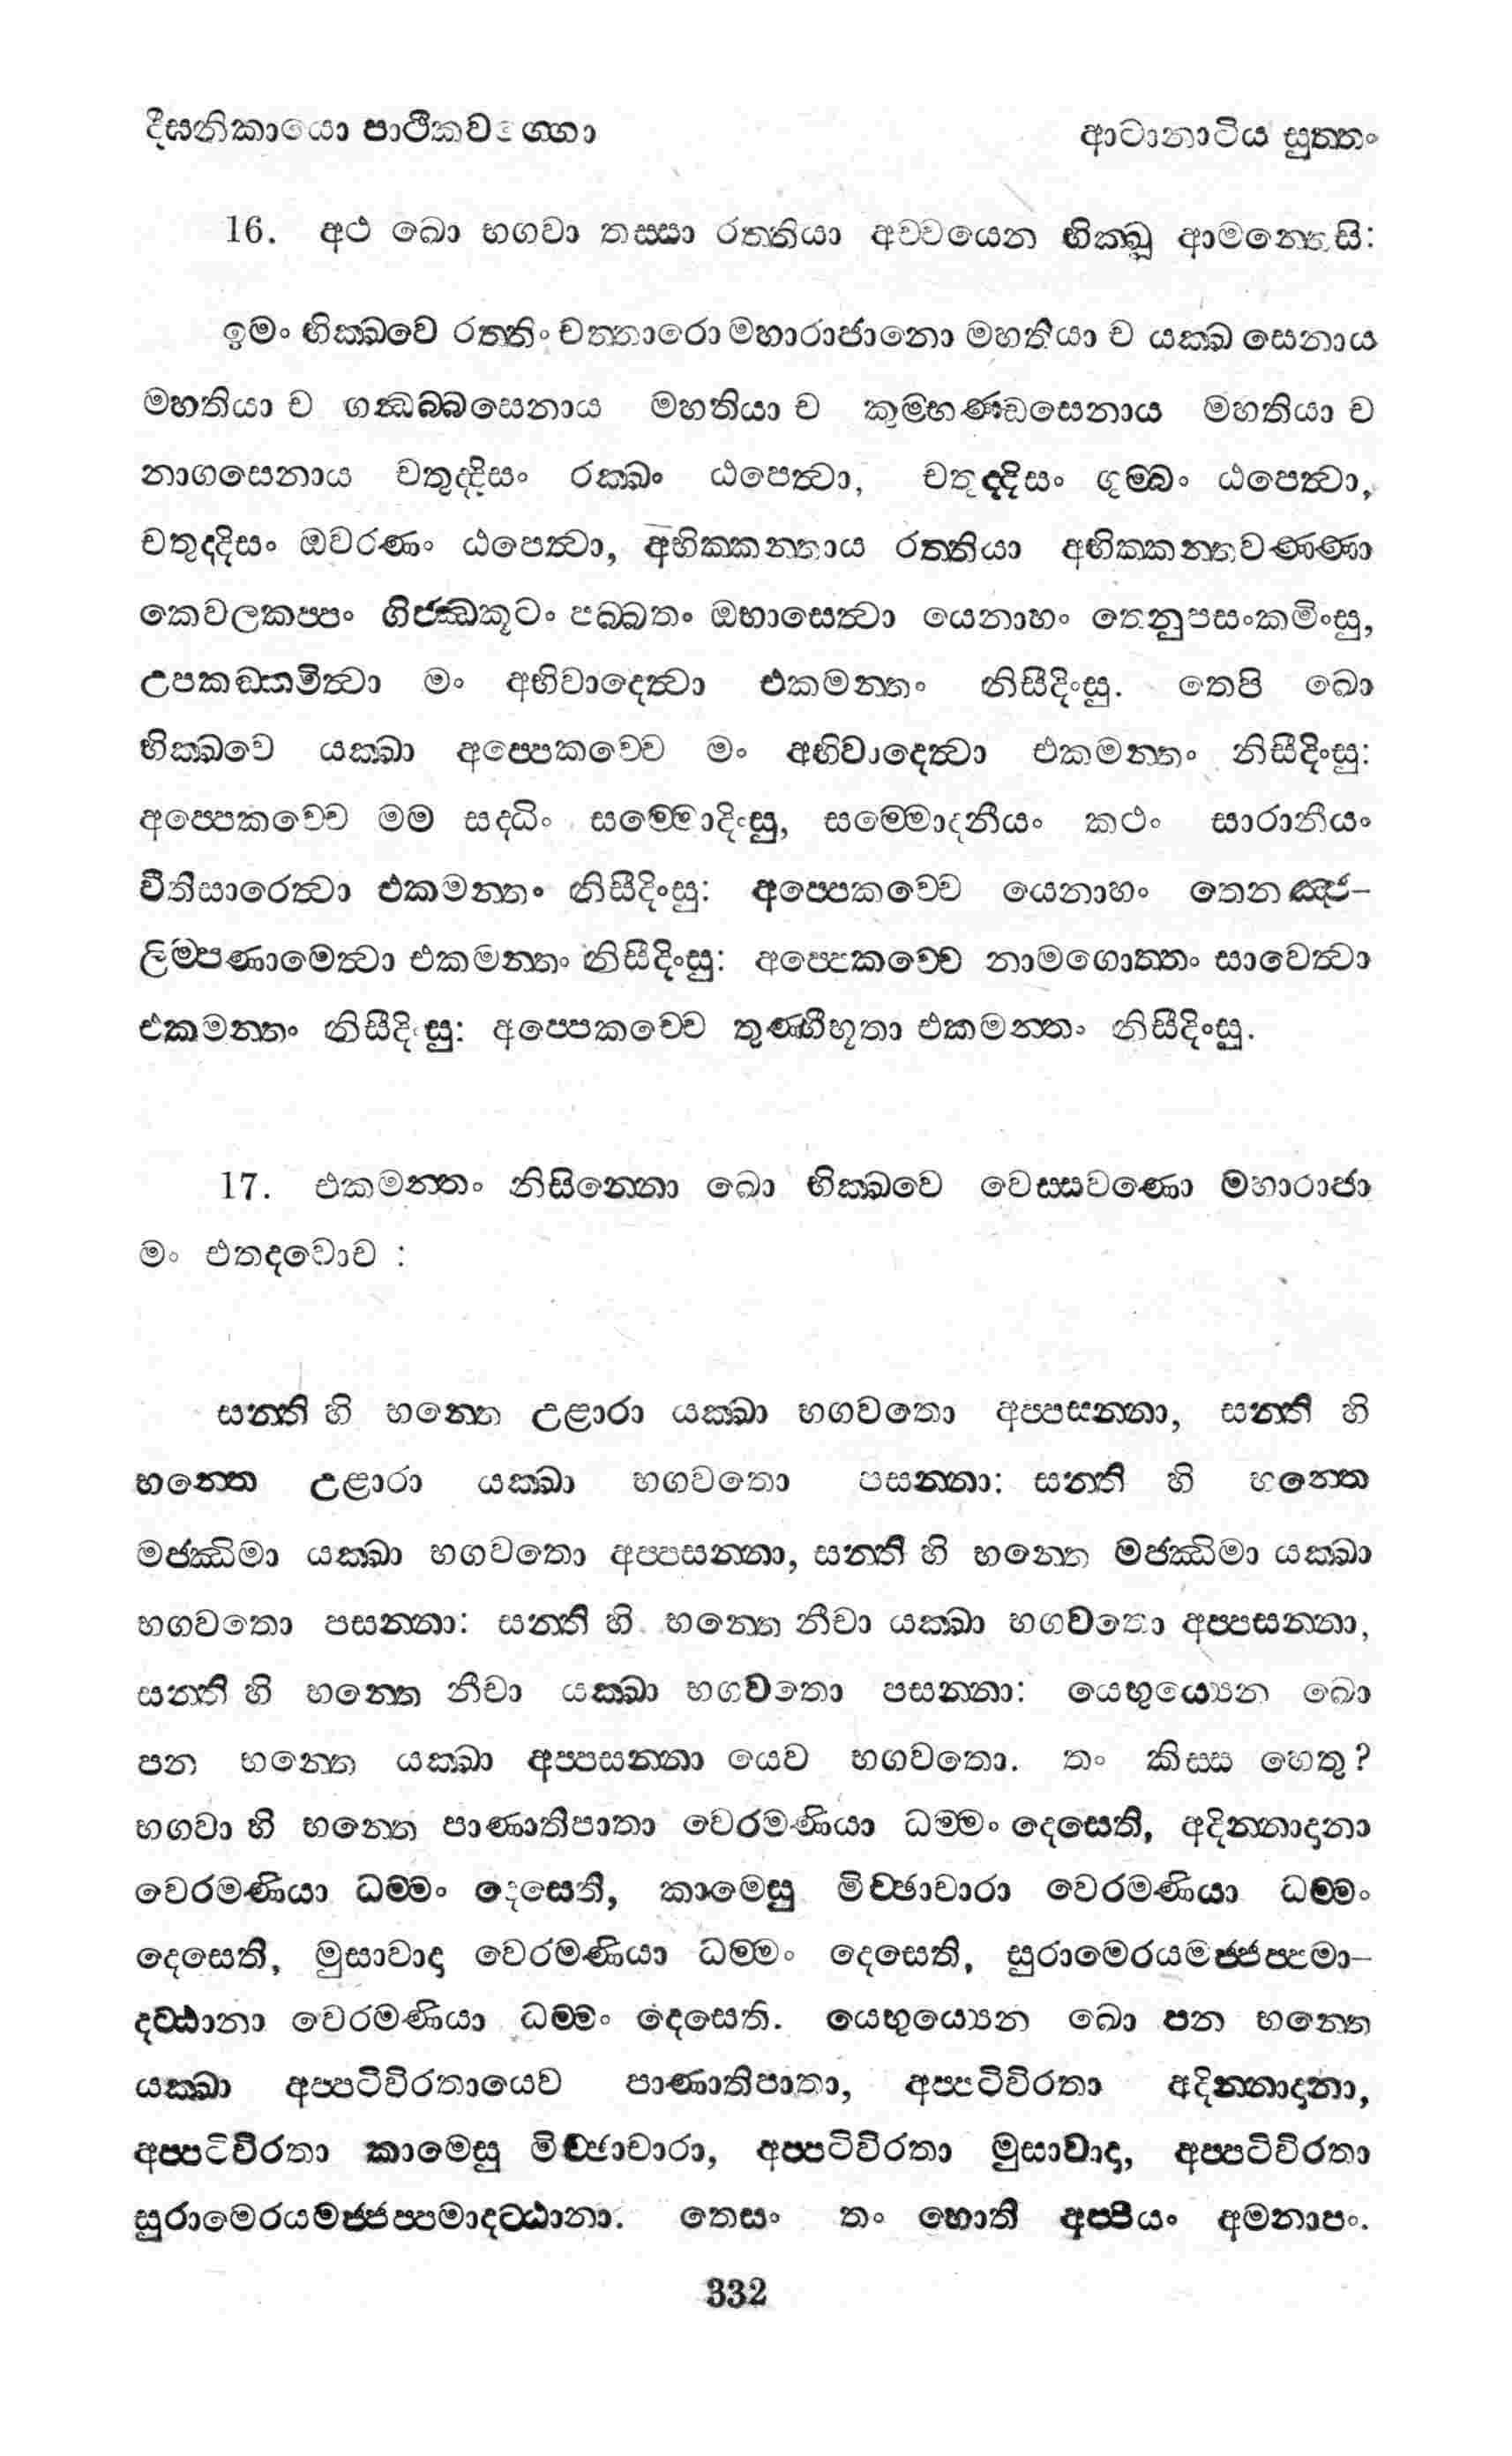 දීඝනිකායො පාථිකවග්ගො
ආටානාටිය සුත්තං
16. අථ ඛො භගවා තස්සා රත්තියා අච්චයෙන භික්ඛූ ආමන්තෙසි:
ඉමං භික්ඛවෙ රත්තිං චත්තාරො මහාරාජානො මහතියා ච යක්ඛ සෙනාය
මහතියා ච ගන්ධබ්බසෙනාය මහතියා ච කුම්භණ්ඩසෙනාය මහතියා ච
නාගසෙනාය චතුද්දිසං රක්ඛං ඨපෙත්වා, චතුද්දිසං ගුම්බං ඨපෙත්වා,
චතුද්දිසං ඔවරණං ඨපෙත්වා, අභික්කන්තාය රත්තියා අභික්කන්තවණ්ණා
කෙවලකප්පං ගිජ්ඣකූටං පබ්බතං ඔභාසෙත්වා යෙනාහං තෙනුපසංකමිංසු,
උපකඞ්කමිත්වා මං අභිවාදෙත්වා එකමන්තං නිසීදිංසු. තෙපි ඛො
භික්ඛවෙ යක්ඛා අප්පෙකච්චෙ මං අභිවාදෙත්වා එකමන්තං නිසීදිංසු:
අප්පෙකච්චෙ මම සද්ධිං සම්මොදිංසු, සම්මොදනීයං කථං සාරානීයං
වීතිසාරෙත්වා එකමන්තං නිසීදිංසු: අප්පෙකච්චෙ යෙනාහං තෙනඤ්ජ-
ලිම්පණාමෙත්වා එකමන්තං නිසීදිංසු: අප්පෙකච්චෙ නාමගොත්තං සාවෙත්වා
එකමන්තං නිසීදිංසු: අප්පෙකච්චෙ තුණ්හීභූතා එකමන්තං නිසීදිංසු.
17. එකමන්තං නිසින්නො ඛො භික්ඛවෙ වෙස්සවණො මහාරාජා
මං එතදවොච :
සන්ති හි භන්තෙ උළාරා යක්ඛා භගවතො අප්පසන්නා, සන්ති හි
භන්තෙ උළාරා යක්ඛා භගවතො පසන්නා: සන්ති හි භන්තෙ
මජ්ඣිමා යක්ඛා භගවතො අප්පසන්නා, සන්ති හි භන්තෙ මජ්ඣිමා යක්ඛා
භගවතො පසන්නා: සන්ති හි භන්තෙ නීචා යක්ඛා භගවතො අප්පසන්නා,
සන්ති හි භන්තෙ නීචා යක්ඛා භගවතො පසන්නා: යෙභුය්‍යෙන ඛො
පන භන්තෙ යක්ඛා අප්පසන්නා යෙව භගවතො. තං කිස්ස හෙතු?
භගවා හි භන්තෙ පාණාතිපාතා වෙරමණියා ධම්මං දෙසෙති, අදින්නාදානා
වෙරමණියා ධම්මං දෙසෙති, කාමෙසු මිච්ඡාචාරා වෙරමණියා ධම්මං
දෙසෙති, මුසාවාදා වෙරමණියා ධම්මං දෙසෙති, සුරාමෙරයමජ්ජප්පමා-
දට්ඨානා වෙරමණියා ධම්මං දෙසෙති. යෙභුය්‍යෙන ඛො පන භන්තෙ
යක්ඛා අප්පටිවිරතායෙව පාණාතිපාතා, අප්පටිවිරතා අදින්නාදානා,
අප්පටිවිරතා කාමෙසු මිච්ඡාචාරා, අප්පටිවිරතා මුසාවාදා, අප්පටිවිරතා
සුරාමෙරයමජ්ජප්පමාදට්ඨානා. තෙසං තං හොති අප්පියං අමනාපං.
332